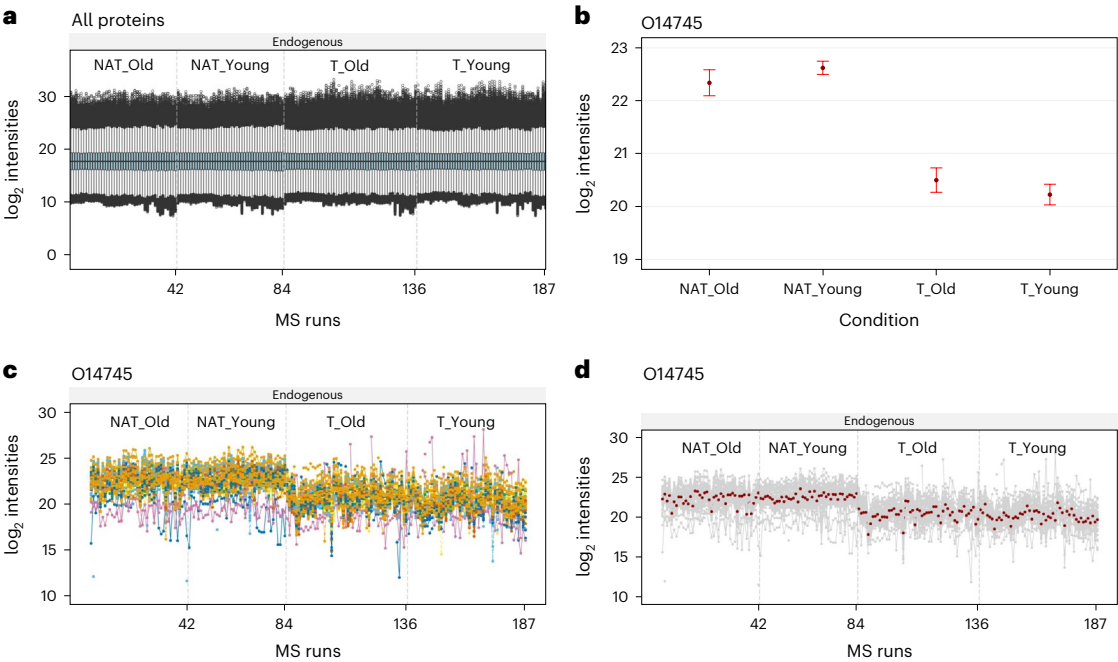 a
All proteins
Endogenous
NAT_Old NAT_Young T_Old T_Young
30
20
10
0
log2 intensities
42 84 136 187
MS runs
b
O14745
23
22
21
20
19
log2 intensities
NAT_Old NAT_Young T_Old T_Young
Condition
c
O14745
Endogenous
NAT_Old NAT_Young T_Old T_Young
30
25
20
15
10
log2 intensities
42 84 136 187
MS runs
d
O14745
Endogenous
NAT_Old NAT_Young T_Old T_Young
30
25
20
15
10
log2 intensities
42 84 136 187
MS runs